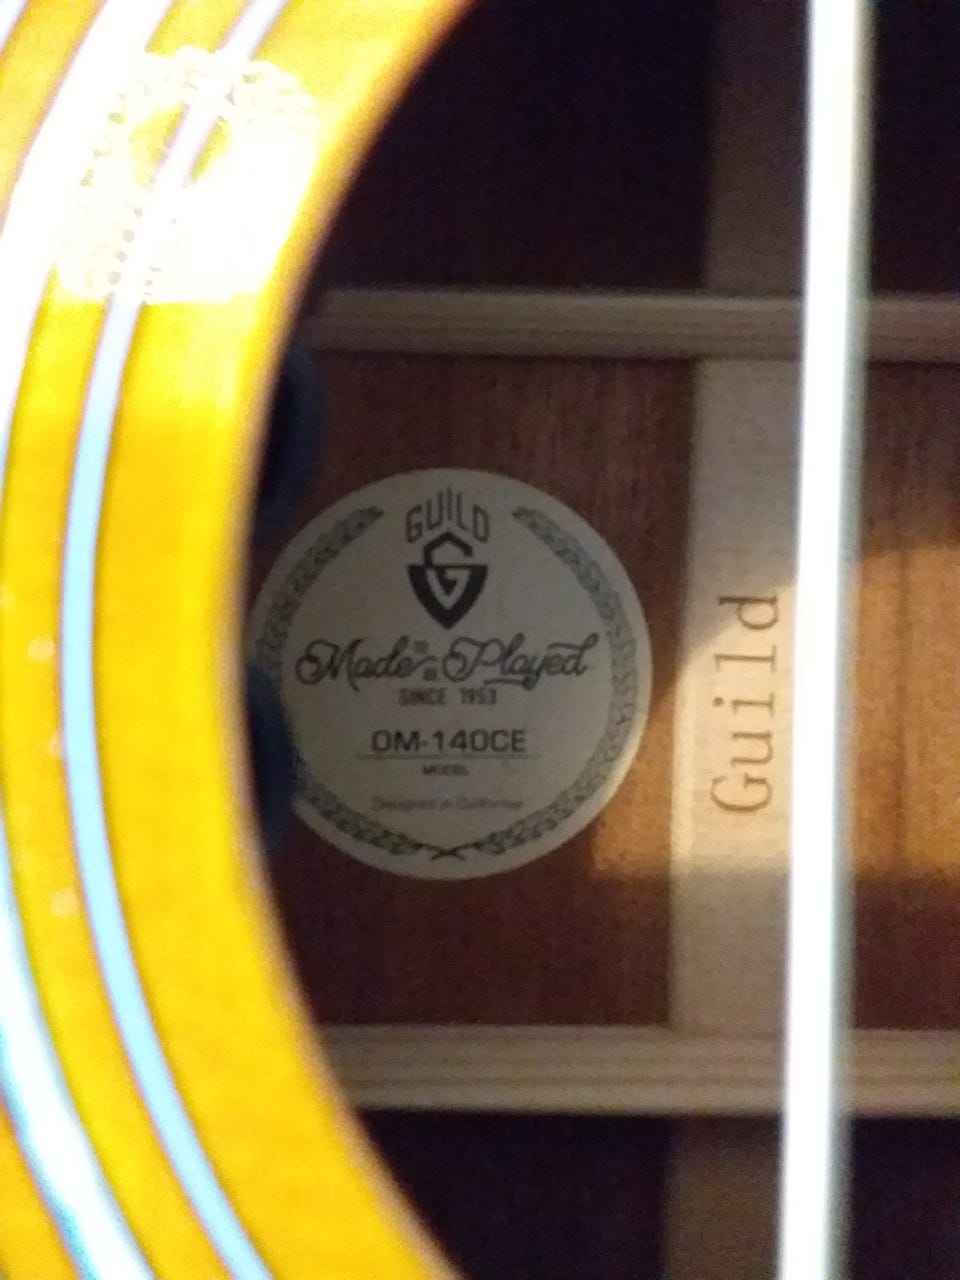 GUILD
G
Made TO BE Played
SINCE 1953
OM-140CE
MODEL
Designed in California
Guild